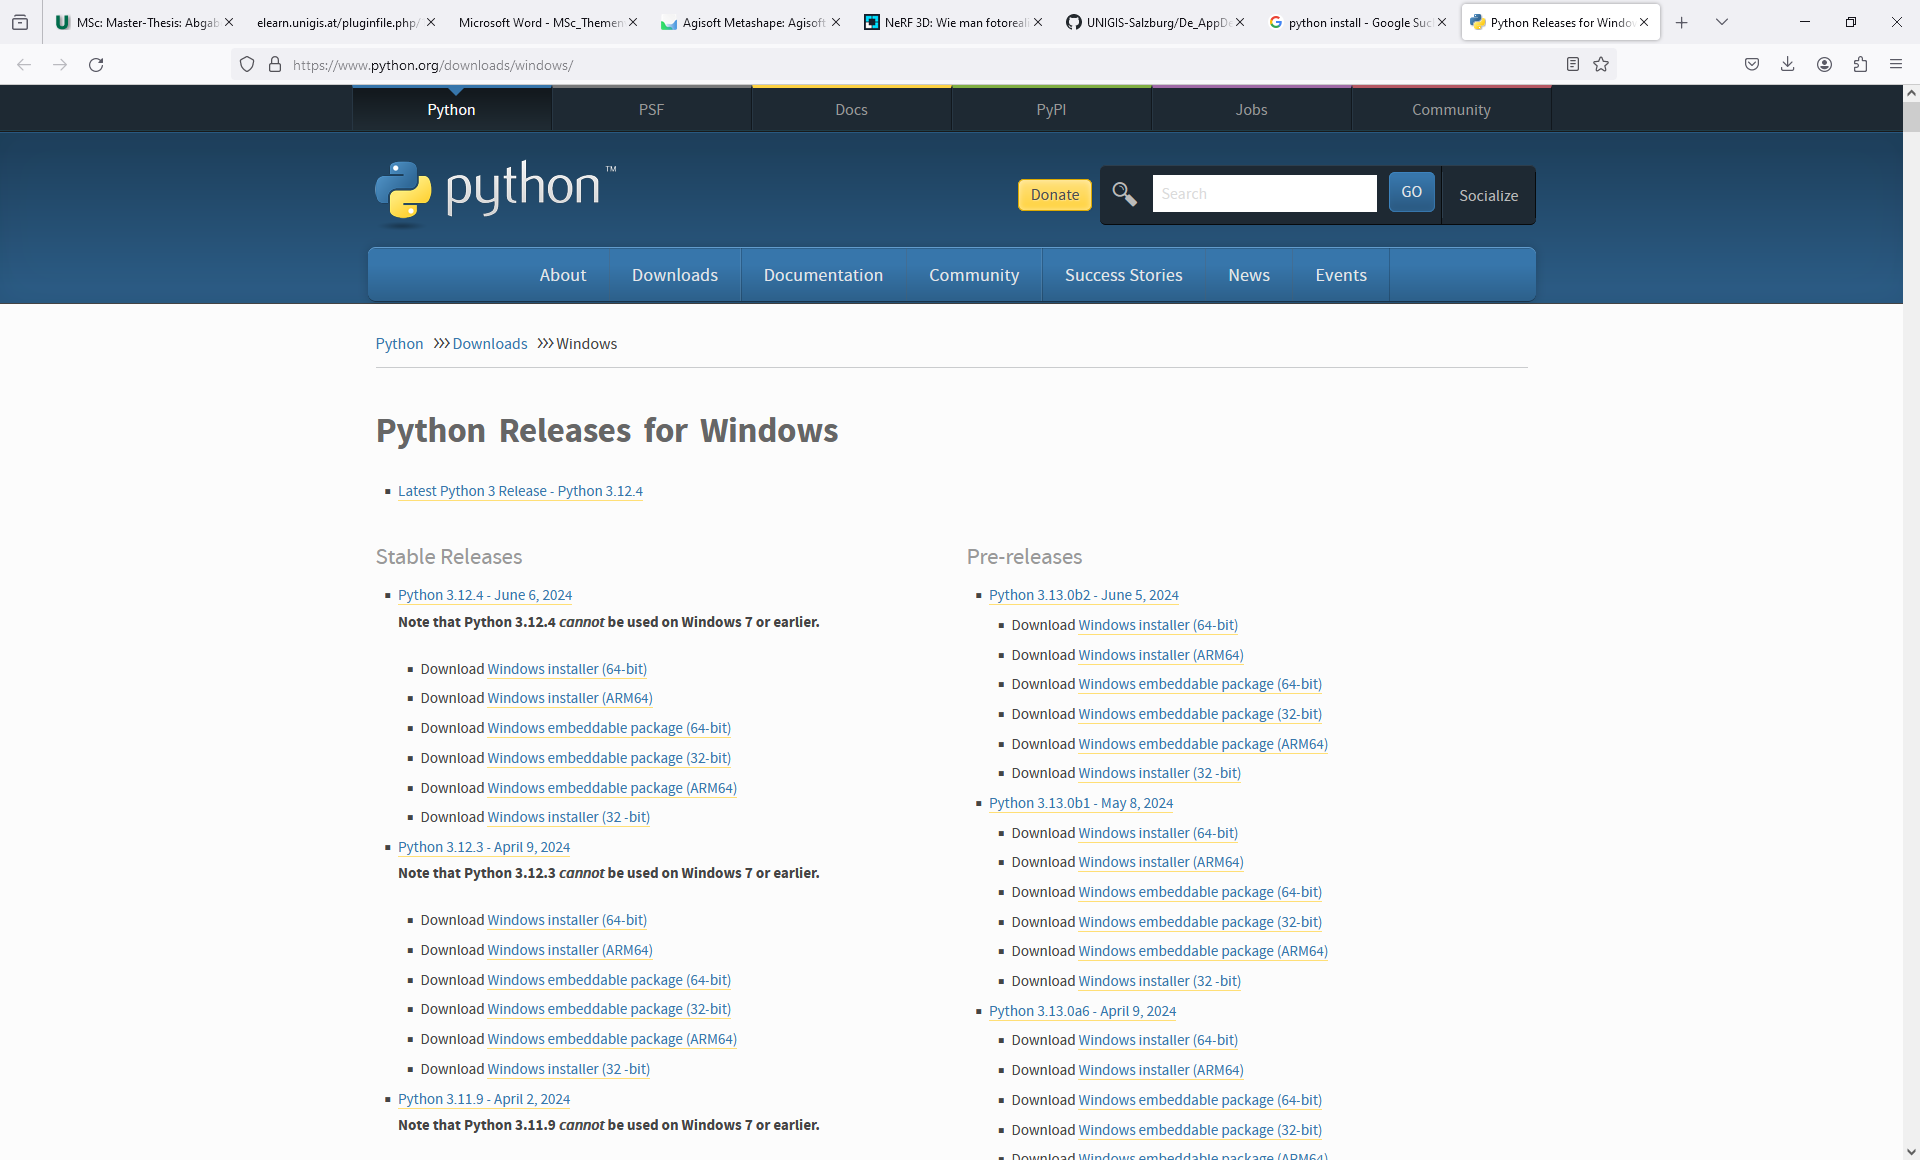 MSc: Master-Thesis: Abgab
elearn.unigis.at/pluginfile.php/
Microsoft Word - MSc_Themen
Agisoft Metashape: Agisoft
NeRF 3D: Wie man fotoreali
UNIGIS-Salzburg/De_AppDe
python install - Google Suc
Python Releases for Window
https://www.python.org/downloads/windows/
Python
PSF
Docs
PyPI
Jobs
Community
python™
Donate
Search
GO
Socialize
About
Downloads
Documentation
Community
Success Stories
News
Events
Python >>> Downloads >>> Windows
Python Releases for Windows
Latest Python 3 Release - Python 3.12.4
Stable Releases
Python 3.12.4 - June 6, 2024
Note that Python 3.12.4 cannot be used on Windows 7 or earlier.
Download Windows installer (64-bit)
Download Windows installer (ARM64)
Download Windows embeddable package (64-bit)
Download Windows embeddable package (32-bit)
Download Windows embeddable package (ARM64)
Download Windows installer (32 -bit)
Python 3.12.3 - April 9, 2024
Note that Python 3.12.3 cannot be used on Windows 7 or earlier.
Download Windows installer (64-bit)
Download Windows installer (ARM64)
Download Windows embeddable package (64-bit)
Download Windows embeddable package (32-bit)
Download Windows embeddable package (ARM64)
Download Windows installer (32 -bit)
Python 3.11.9 - April 2, 2024
Note that Python 3.11.9 cannot be used on Windows 7 or earlier.
Pre-releases
Python 3.13.0b2 - June 5, 2024
Download Windows installer (64-bit)
Download Windows installer (ARM64)
Download Windows embeddable package (64-bit)
Download Windows embeddable package (32-bit)
Download Windows embeddable package (ARM64)
Download Windows installer (32 -bit)
Python 3.13.0b1 - May 8, 2024
Download Windows installer (64-bit)
Download Windows installer (ARM64)
Download Windows embeddable package (64-bit)
Download Windows embeddable package (32-bit)
Download Windows embeddable package (ARM64)
Download Windows installer (32 -bit)
Python 3.13.0a6 - April 9, 2024
Download Windows installer (64-bit)
Download Windows installer (ARM64)
Download Windows embeddable package (64-bit)
Download Windows embeddable package (32-bit)
Download Windows embeddable package (ARM64)